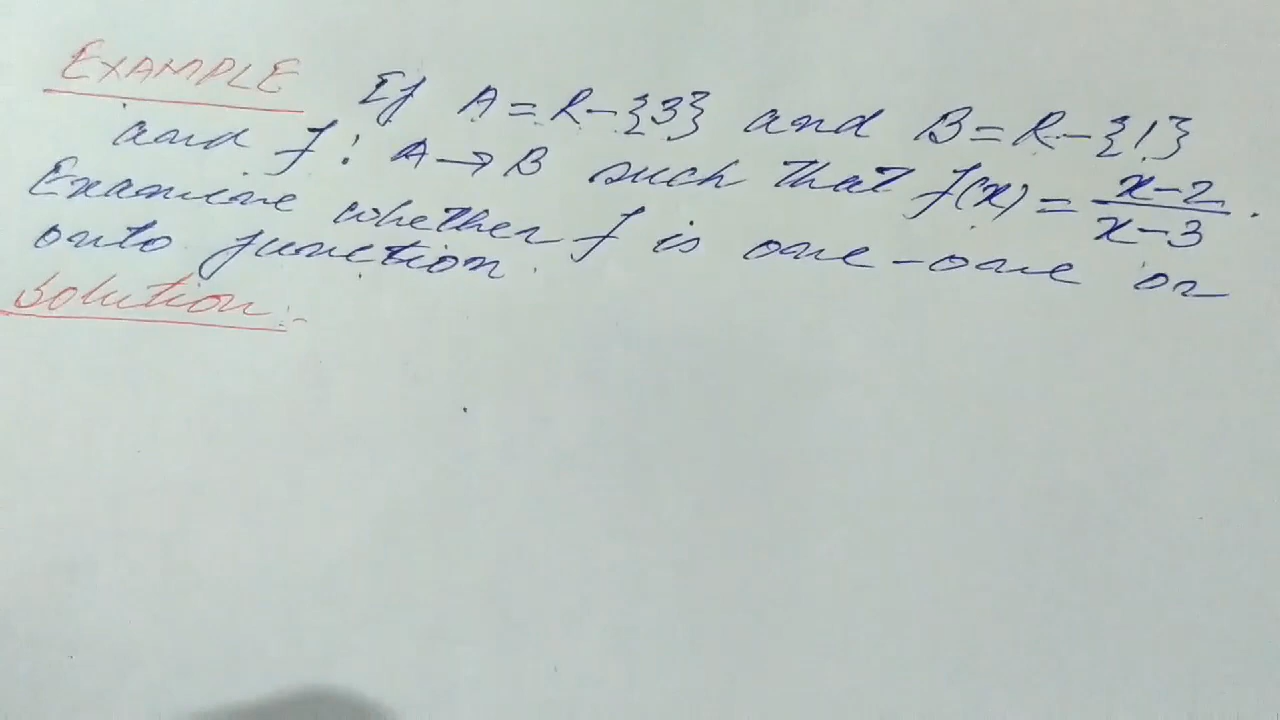 EXAMPLE If A = R-{3} and B = R-{1}
and f: A→B such that f(x) = x-2/x-3.
Examine whether f is one-one or
onto function.
Solution:-